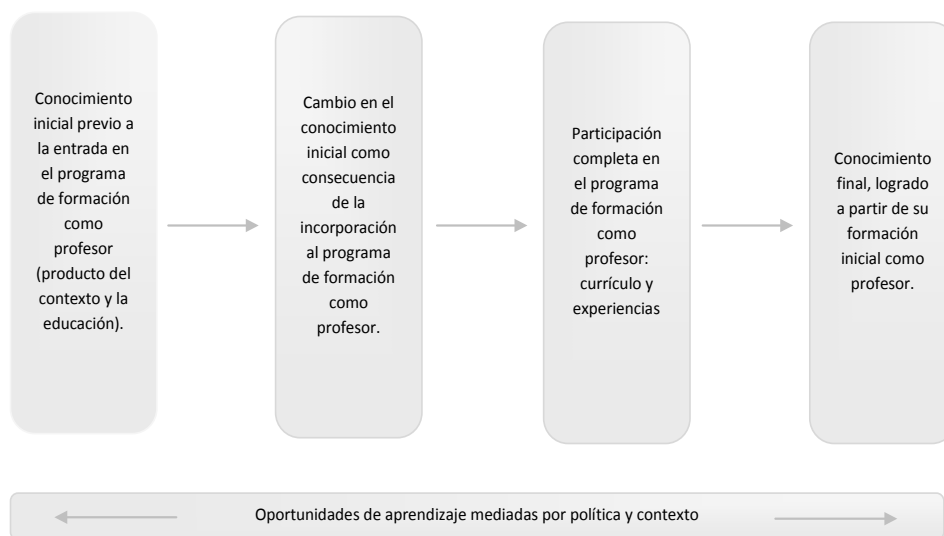 Conocimiento
inicial previo a
la entrada en
el programa
de formación
como
profesor
(producto del
contexto y la
educación).
Cambio en el
conocimiento
inicial como
consecuencia
de la
incorporación
al programa
de formación
como
profesor.
Participación
completa en
el programa
de formación
como
profesor:
currículo y
experiencias
Conocimiento
final, logrado
a partir de su
formación
inicial como
profesor.
Oportunidades de aprendizaje mediadas por política y contexto